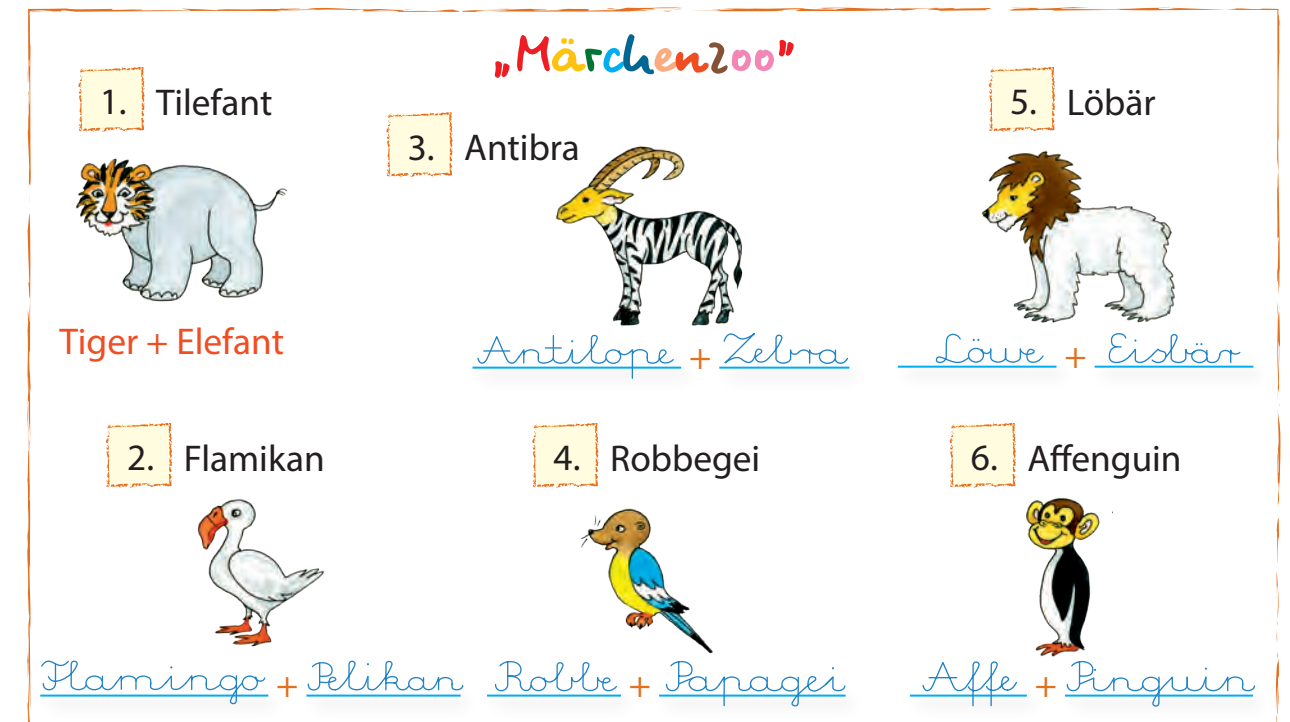 „Märchenzoo"
1. Tilefant
Tiger + Elefant
2. Flamikan
Flamingo + Pelikan
3. Antibra
Antilope + Zebra
4. Robbegei
Robbe + Papagei
5. Löbär
Löwe + Eisbär
6. Affenguin
Affe + Pinguin